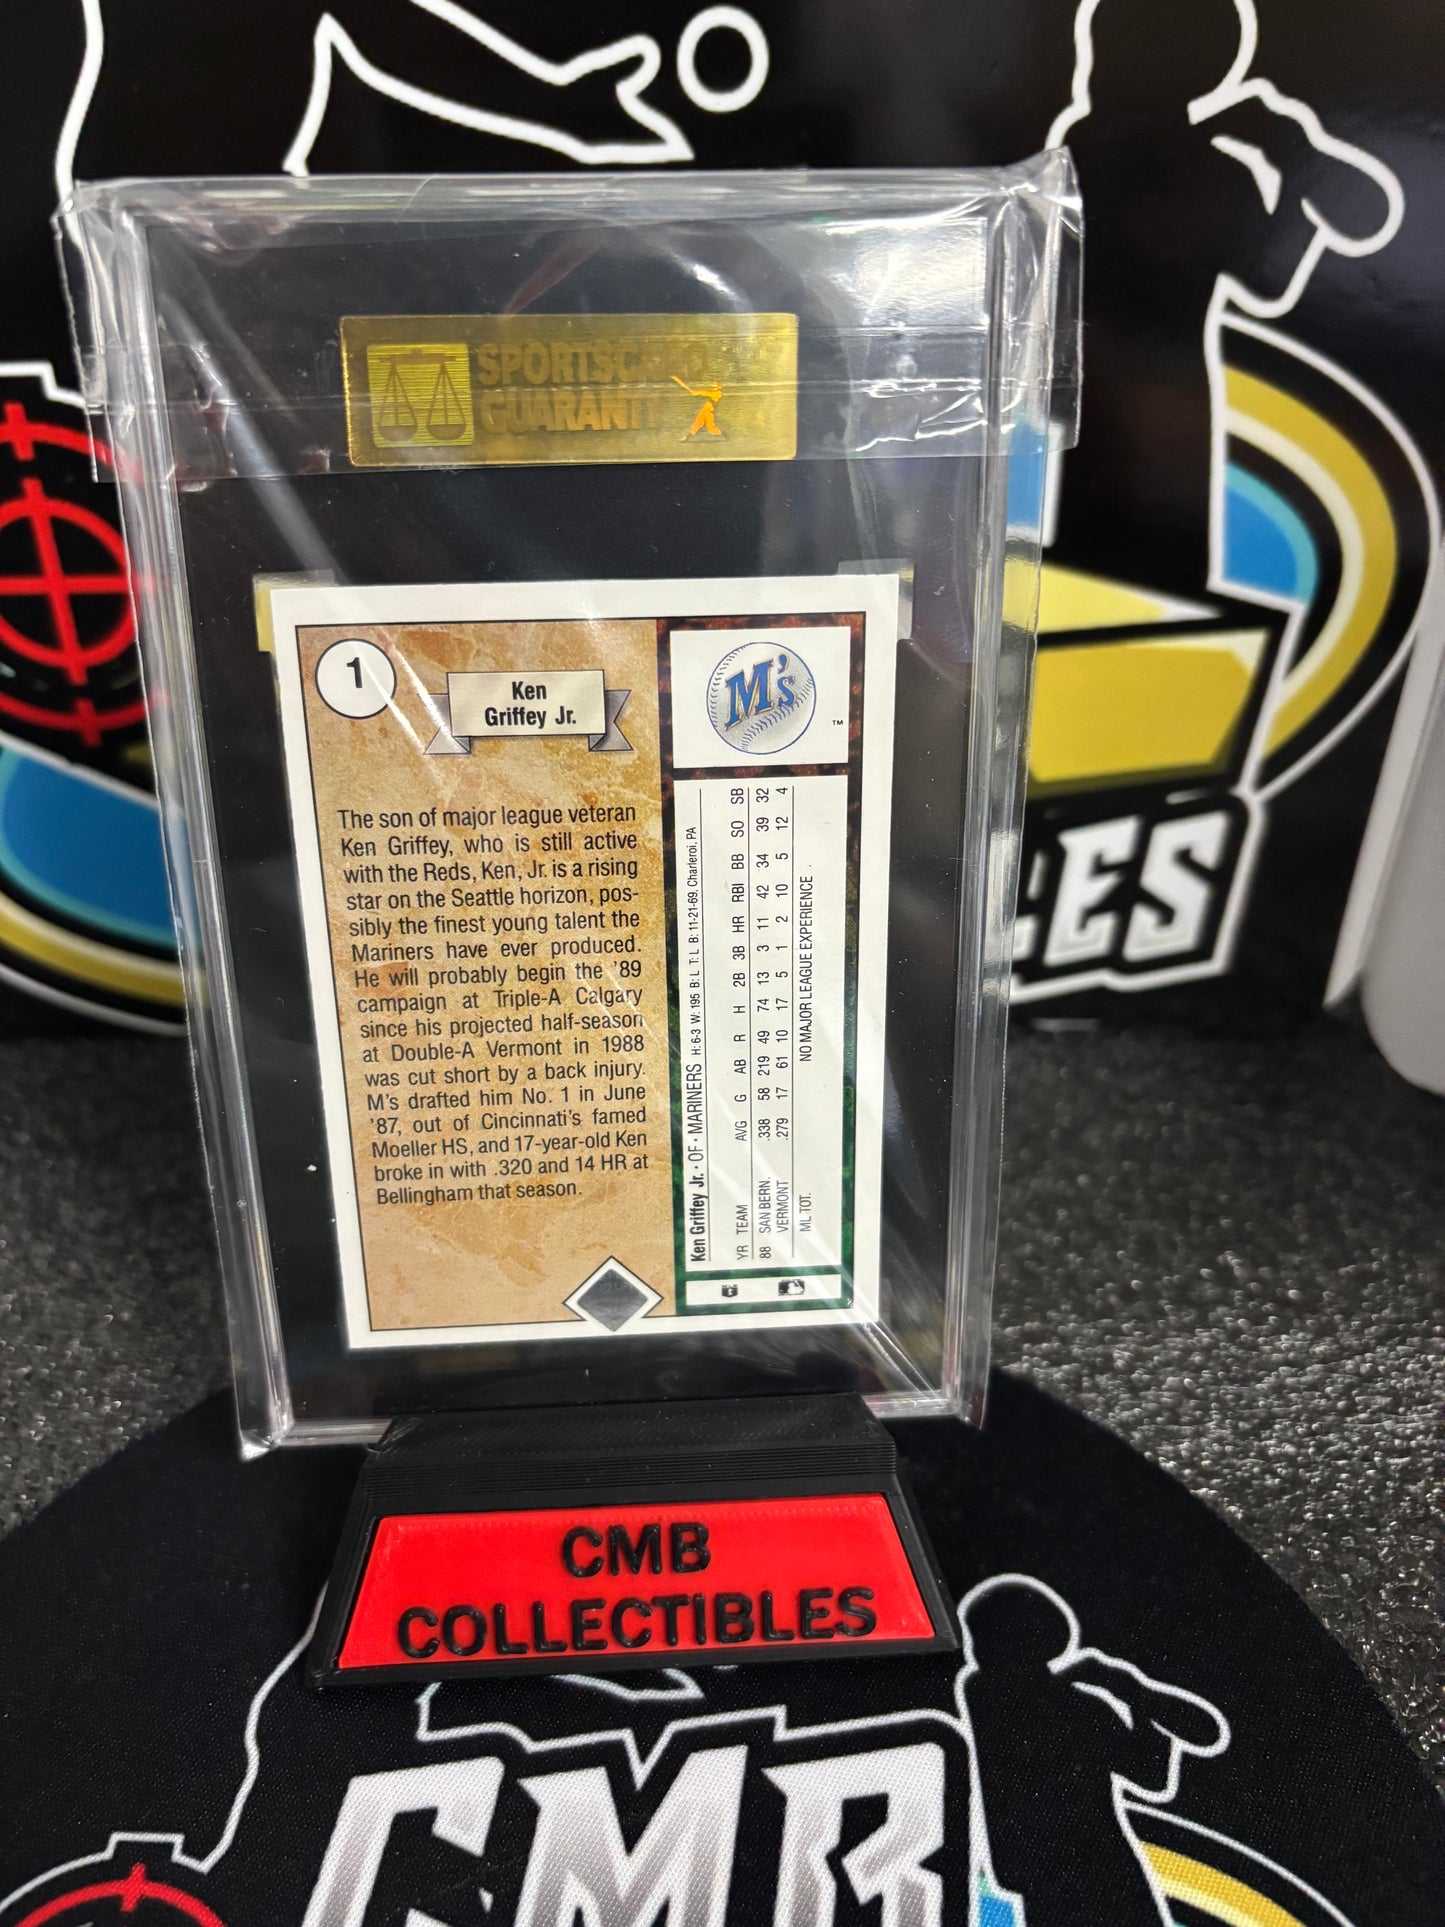 SPORTSCARD
GUARANTY
1
Ken
Griffey Jr.
M's
TM
The son of major league veteran
Ken Griffey, who is still active
with the Reds, Ken, Jr. is a rising
star on the Seattle horizon, pos-
sibly the finest young talent the
Mariners have ever produced.
He will probably begin the '89
campaign at Triple-A Calgary
since his projected half-season
at Double-A Vermont in 1988
was cut short by a back injury.
M's drafted him No. 1 in June
'87, out of Cincinnati's famed
Moeller HS, and 17-year-old Ken
broke in with .320 and 14 HR at
Bellingham that season.
Ken Griffey Jr. • OF • MARINERS H: 6-3 W: 195 B: L T: L B: 11-21-69, Charleroi, PA
YR TEAM AVG G AB R H 2B 3B HR RBI BB SO SB
88 SAN BERN. .338 58 219 49 74 13 3 11 42 34 39 32
VERMONT .279 17 61 10 17 5 1 2 10 5 12 4
ML TOT. NO MAJOR LEAGUE EXPERIENCE
LES
CMB
COLLECTIBLES
CMB